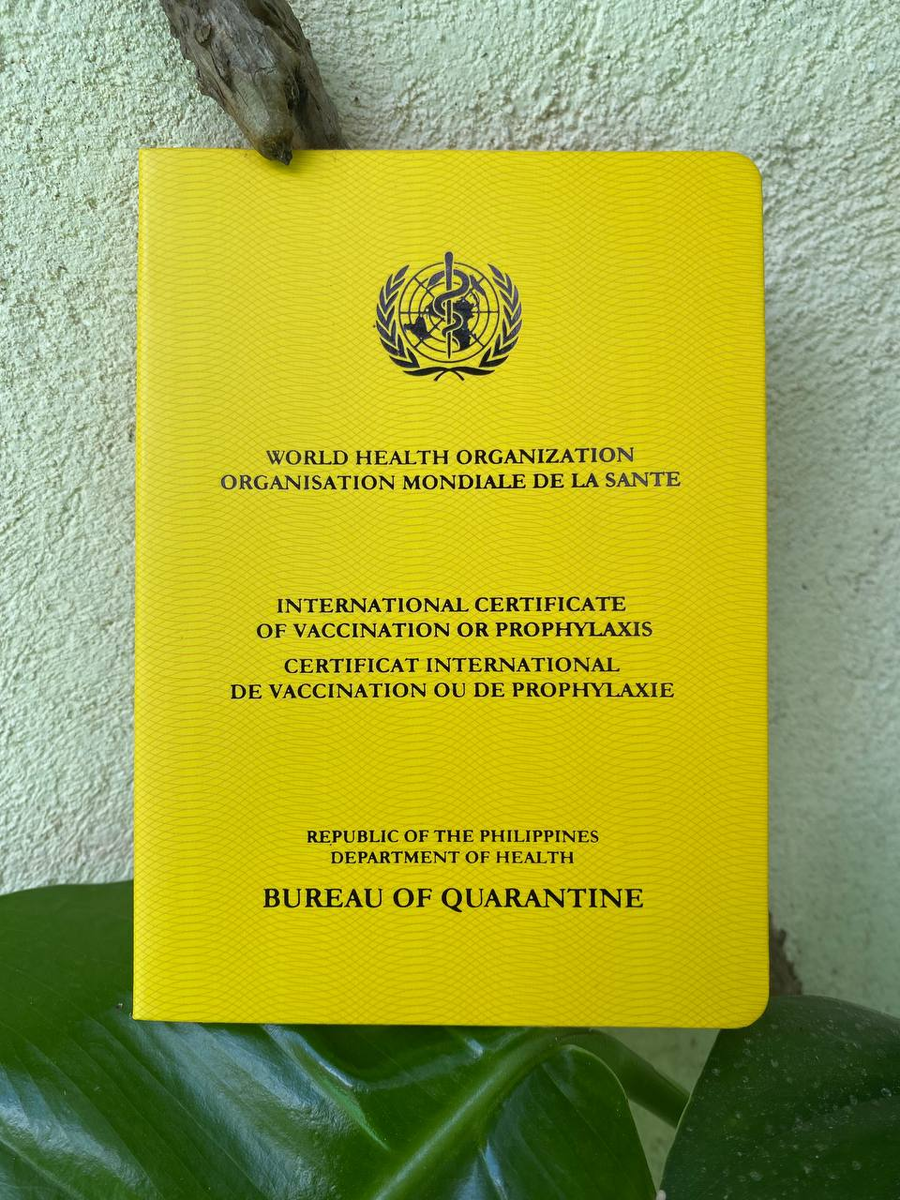 WORLD HEALTH ORGANIZATION
ORGANISATION MONDIALE DE LA SANTE
INTERNATIONAL CERTIFICATE
OF VACCINATION OR PROPHYLAXIS
CERTIFICAT INTERNATIONAL
DE VACCINATION OU DE PROPHYLAXIE
REPUBLIC OF THE PHILIPPINES
DEPARTMENT OF HEALTH
BUREAU OF QUARANTINE